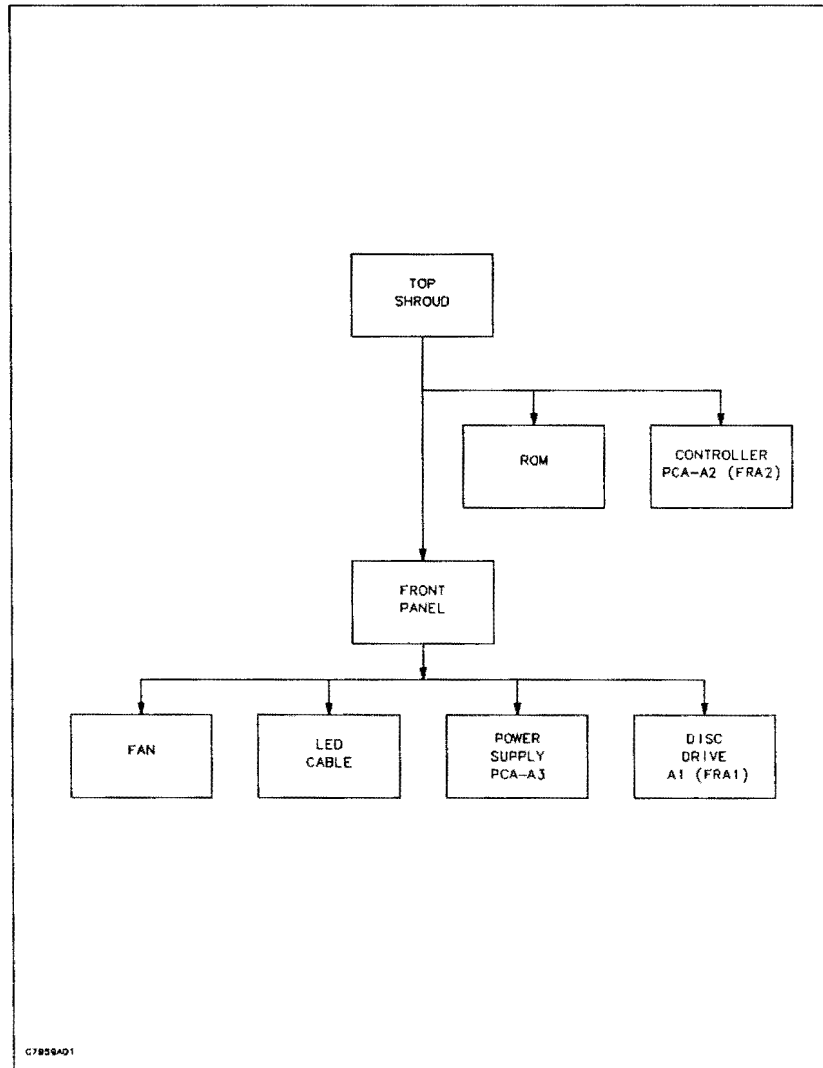 TOP
SHROUD
ROM
CONTROLLER
PCA-A2 (FRA2)
FRONT
PANEL
FAN
LED
CABLE
POWER
SUPPLY
PCA-A3
DISC
DRIVE
A1 (FRA1)